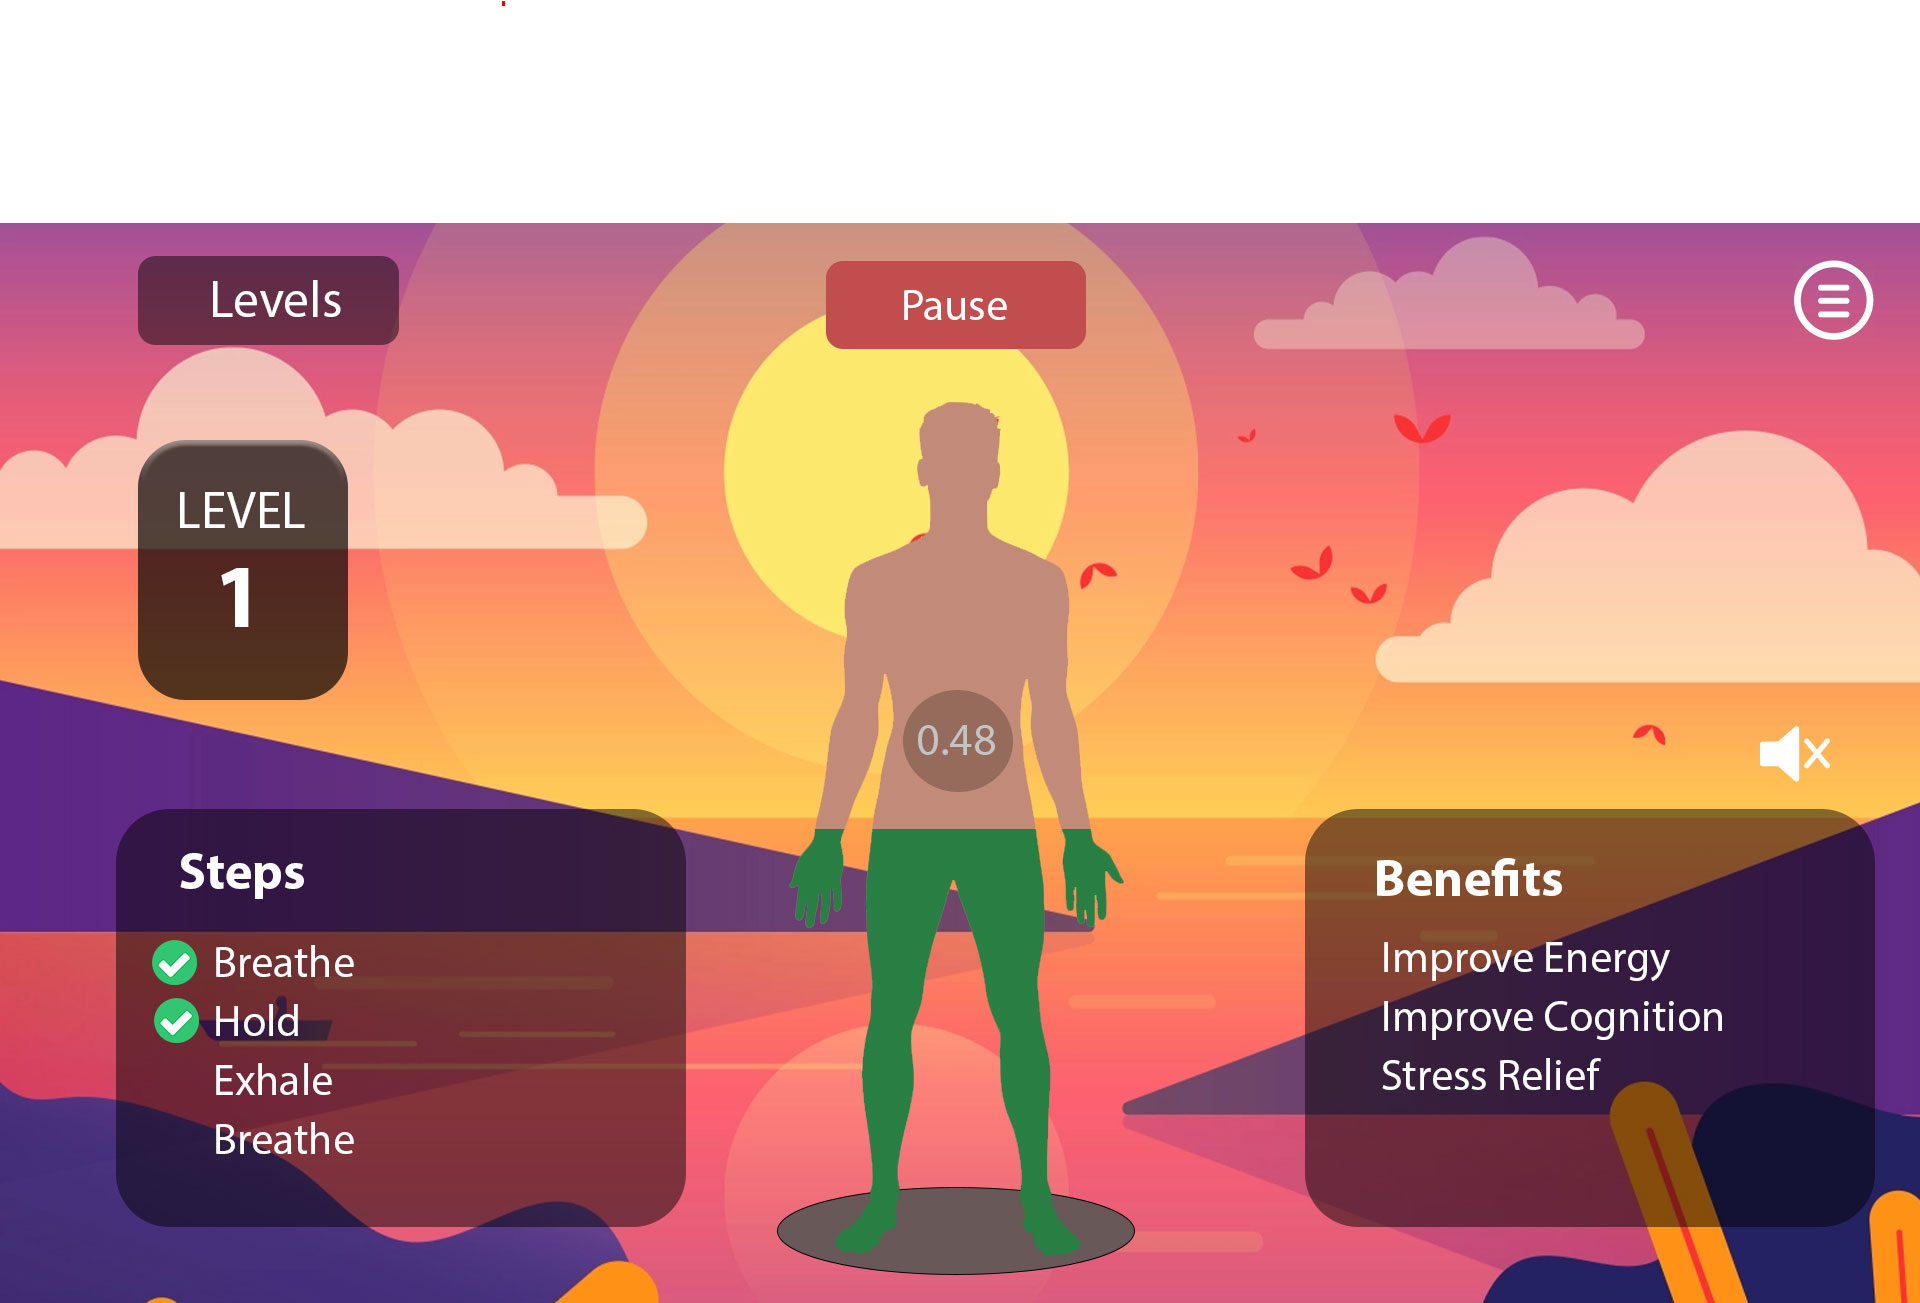 Levels
Pause
LEVEL
1
0.48
Steps
Breathe
Hold
Exhale
Breathe
Benefits
Improve Energy
Improve Cognition
Stress Relief